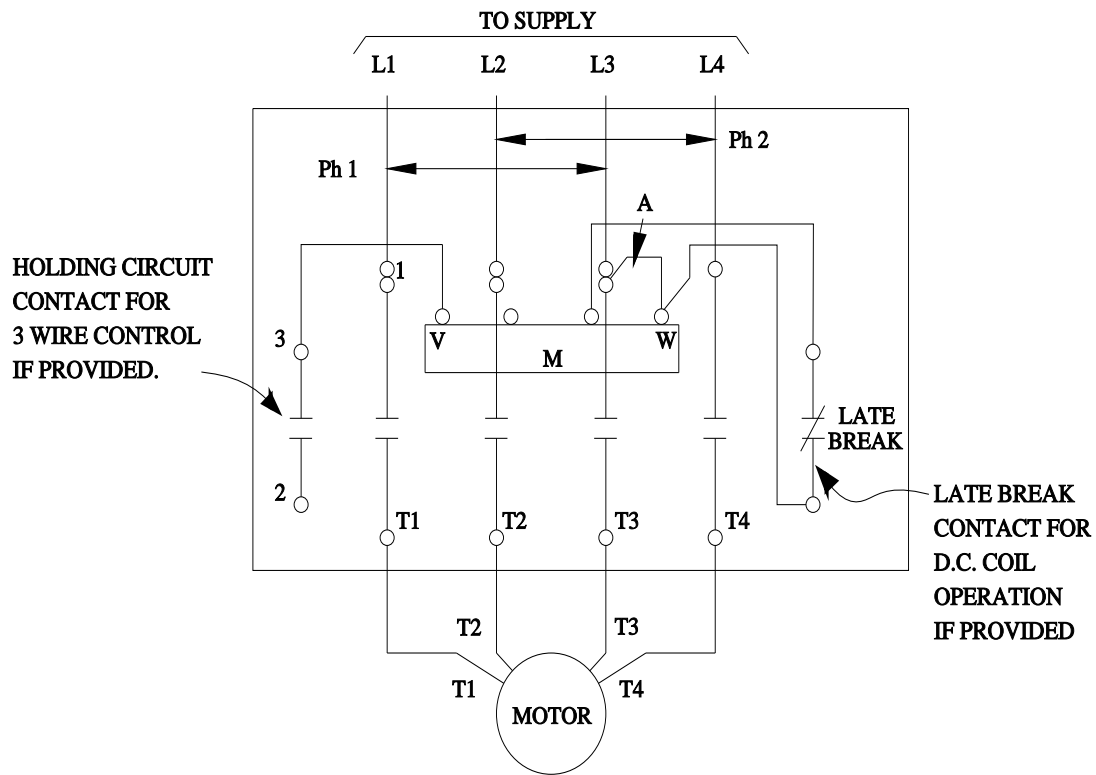 TO SUPPLY
L1 L2 L3 L4
Ph 2
Ph 1
A
HOLDING CIRCUIT
CONTACT FOR
3 WIRE CONTROL
IF PROVIDED.
1
V M W
3
2
LATE
BREAK
T1 T2 T3 T4
LATE BREAK
CONTACT FOR
D.C. COIL
OPERATION
IF PROVIDED
T2 T3
T1 T4
MOTOR